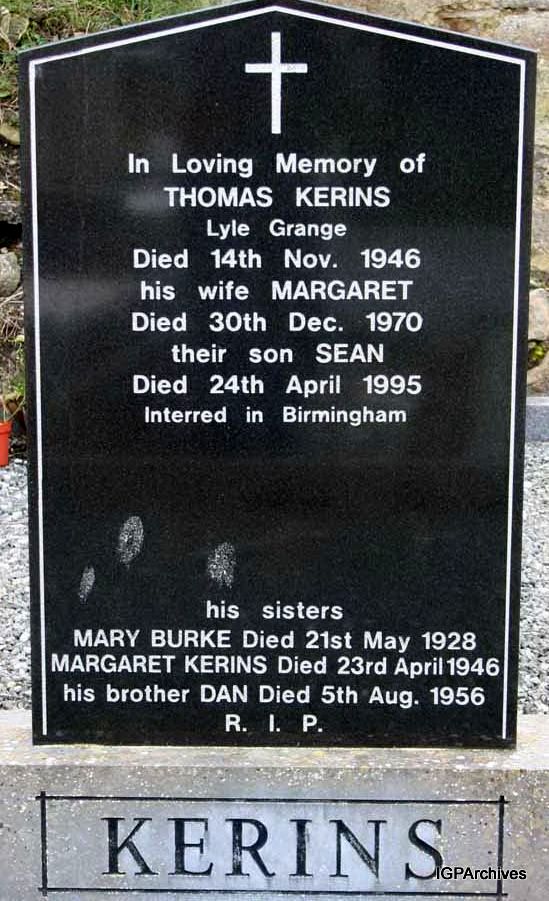 In Loving Memory of
THOMAS KERINS
Lyle Grange
Died 14th Nov. 1946
his wife MARGARET
Died 30th Dec. 1970
their son SEAN
Died 24th April 1995
Interred in Birmingham
his sisters
MARY BURKE Died 21st May 1928
MARGARET KERINS Died 23rd April 1946
his brother DAN Died 5th Aug. 1956
R. I. P.
KERINS
IGPArchives